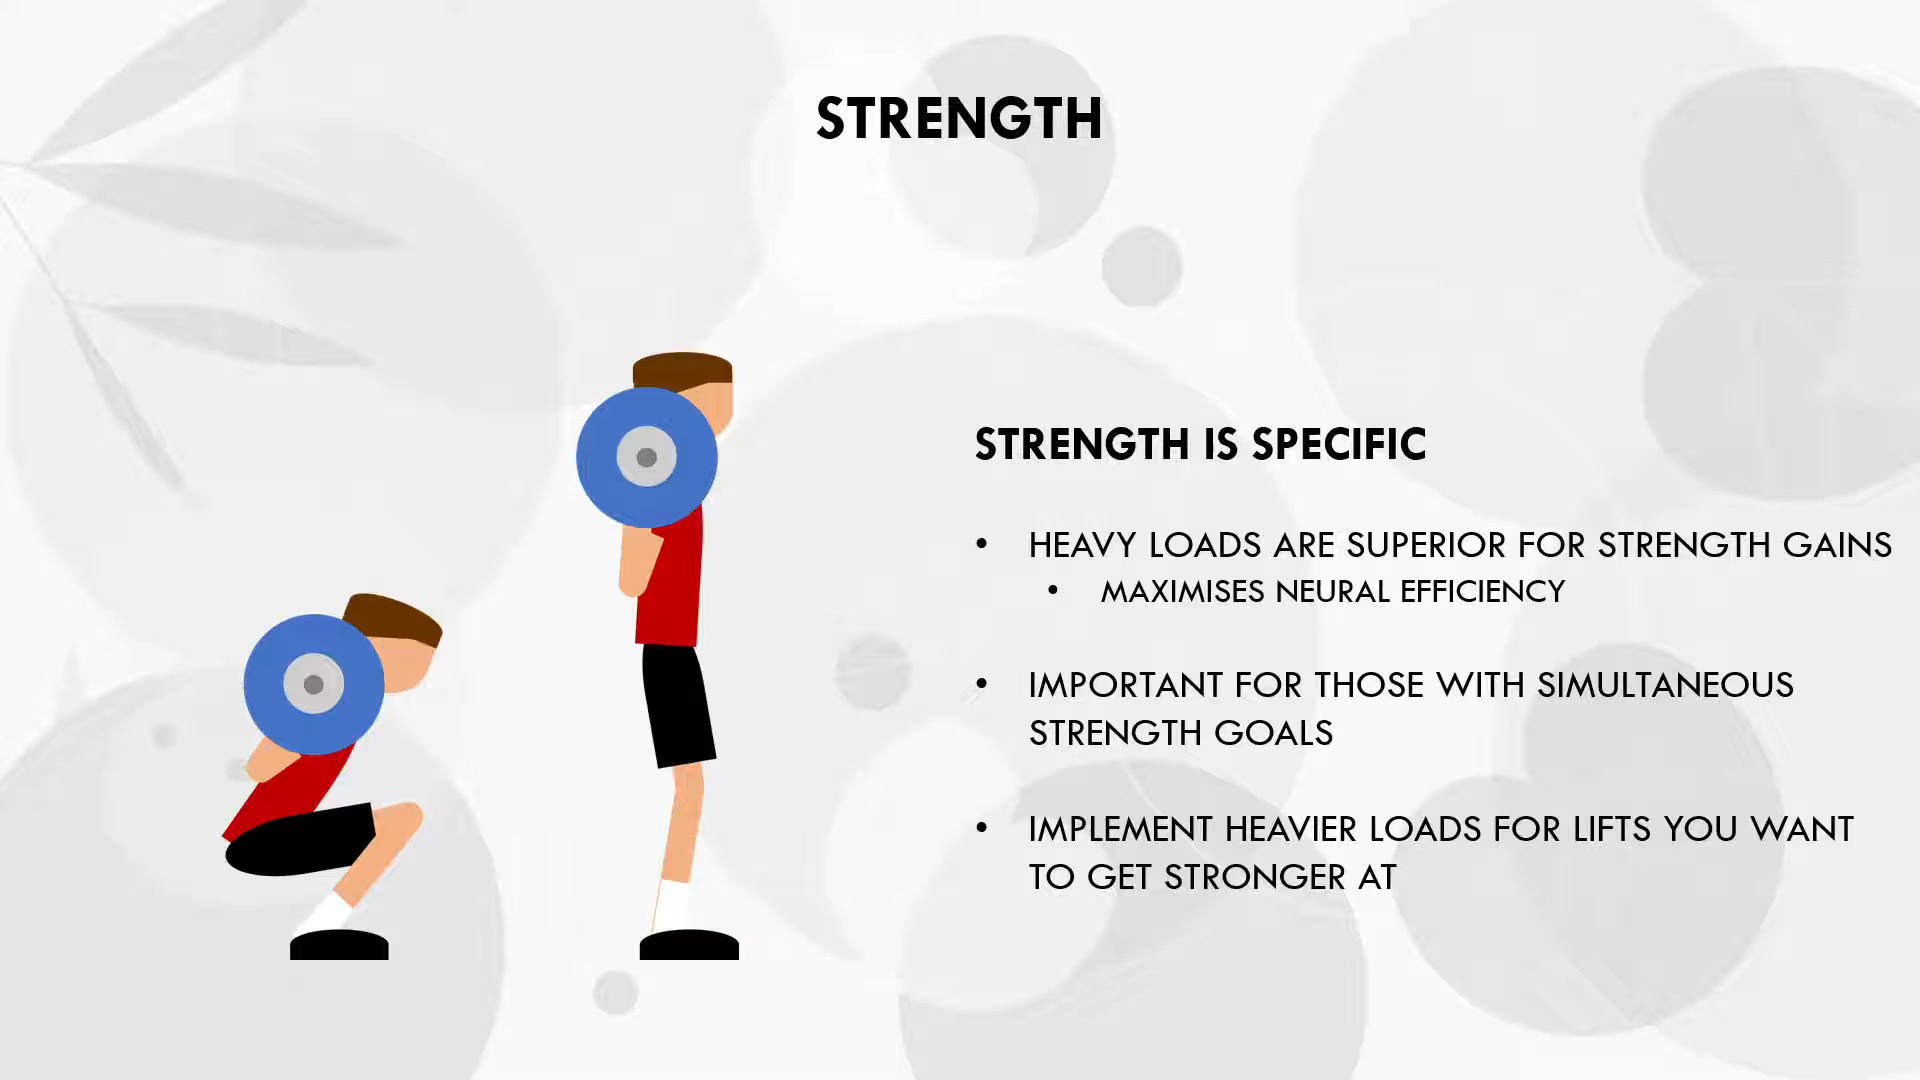 STRENGTH
STRENGTH IS SPECIFIC
• HEAVY LOADS ARE SUPERIOR FOR STRENGTH GAINS
• MAXIMISES NEURAL EFFICIENCY
• IMPORTANT FOR THOSE WITH SIMULTANEOUS
STRENGTH GOALS
• IMPLEMENT HEAVIER LOADS FOR LIFTS YOU WANT
TO GET STRONGER AT